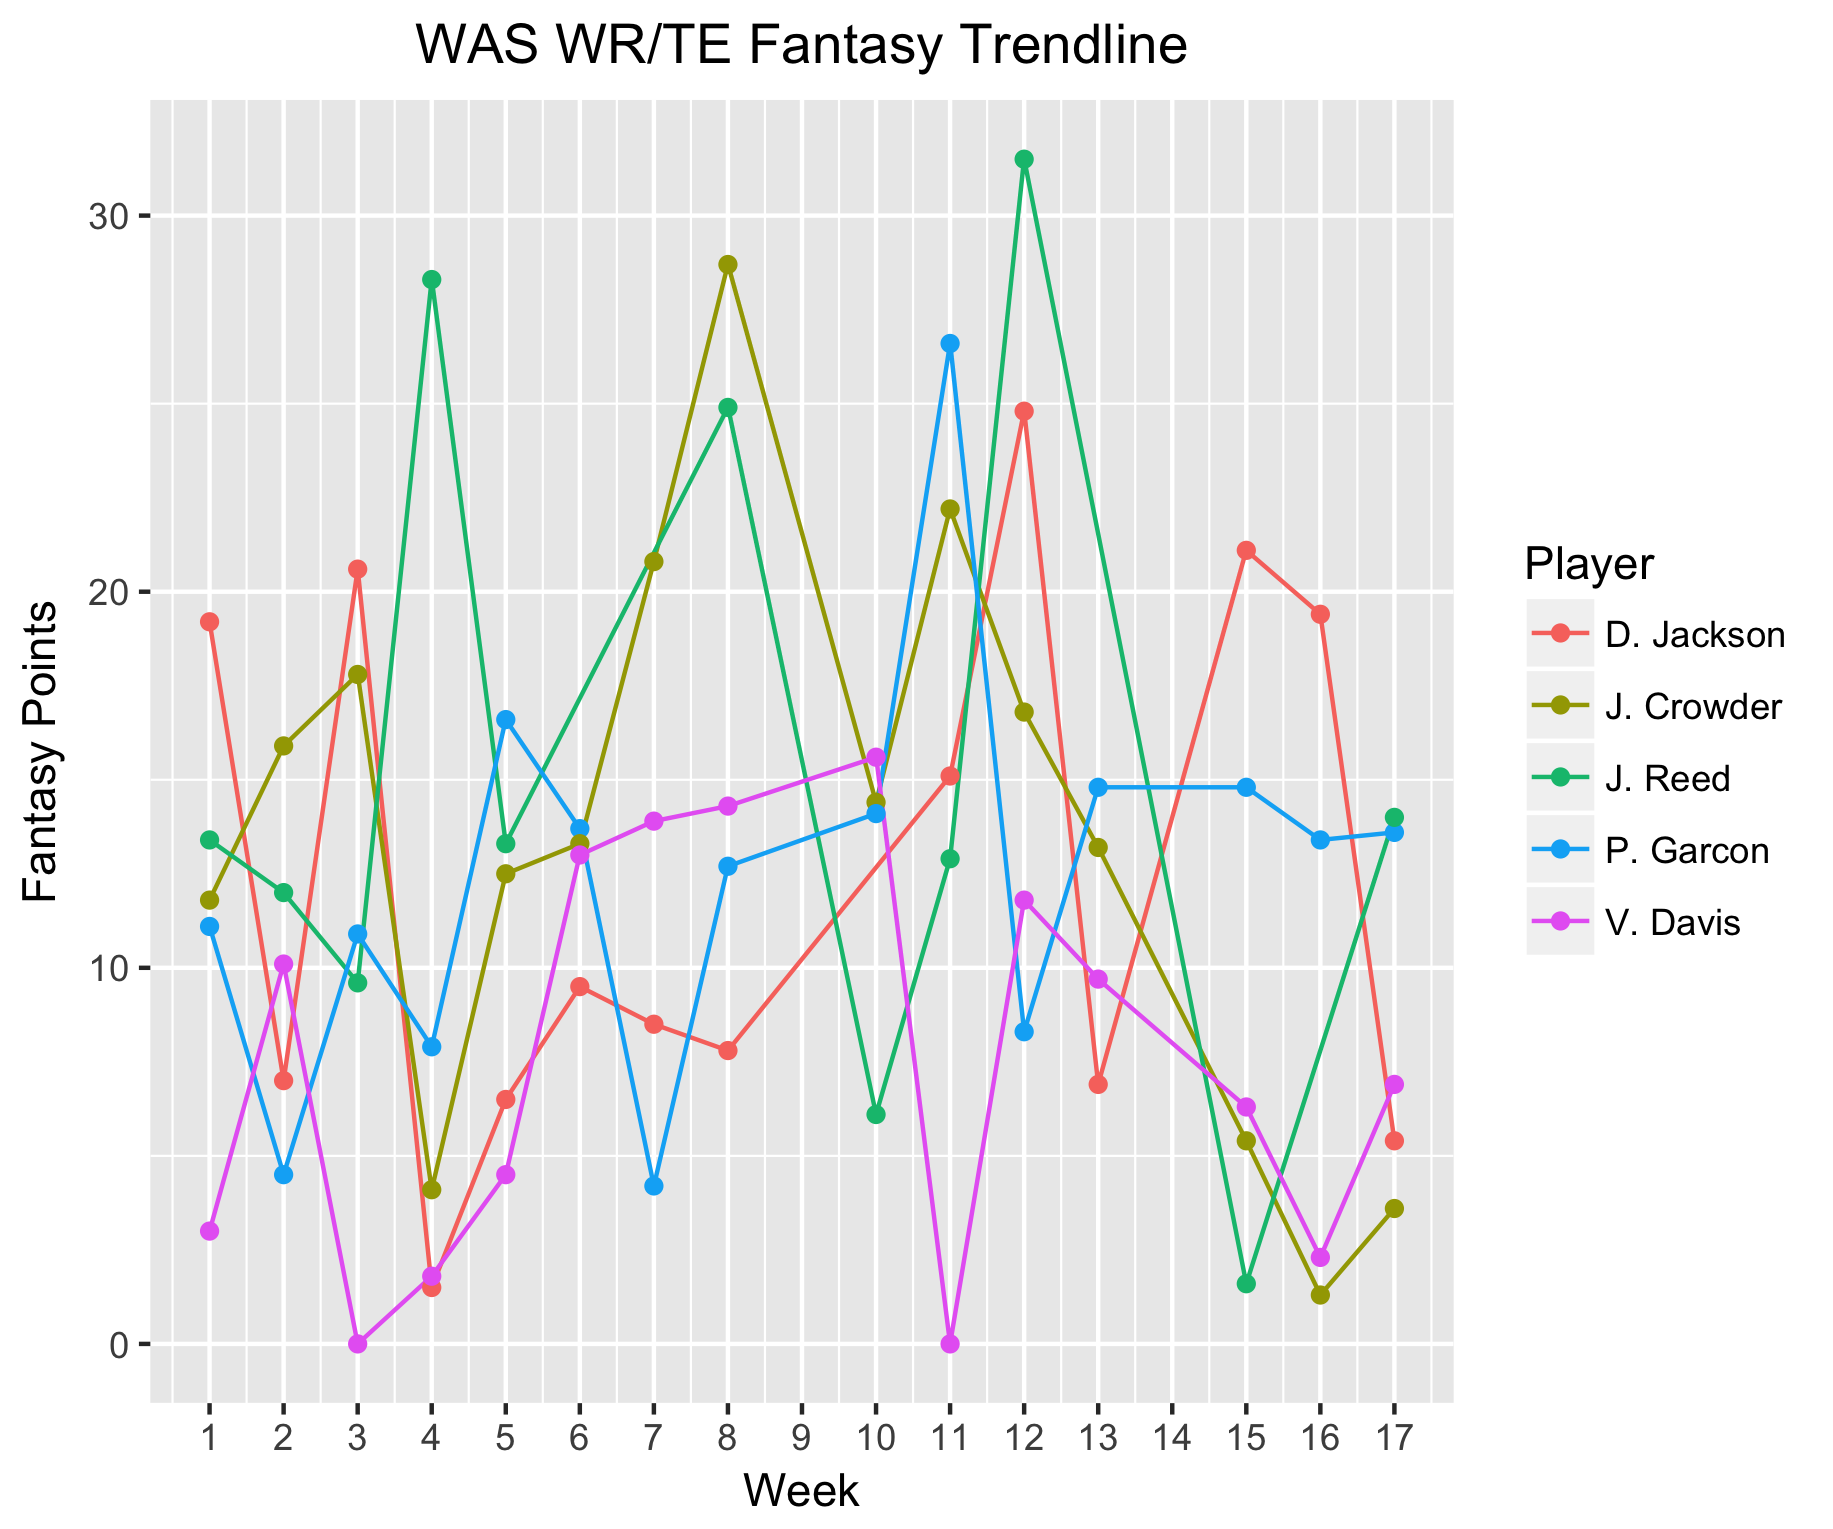 WAS WR/TE Fantasy Trendline
30
20
10
0
Fantasy Points
1 2 3 4 5 6 7 8 9 10 11 12 13 14 15 16 17
Week
Player
D. Jackson
J. Crowder
J. Reed
P. Garcon
V. Davis